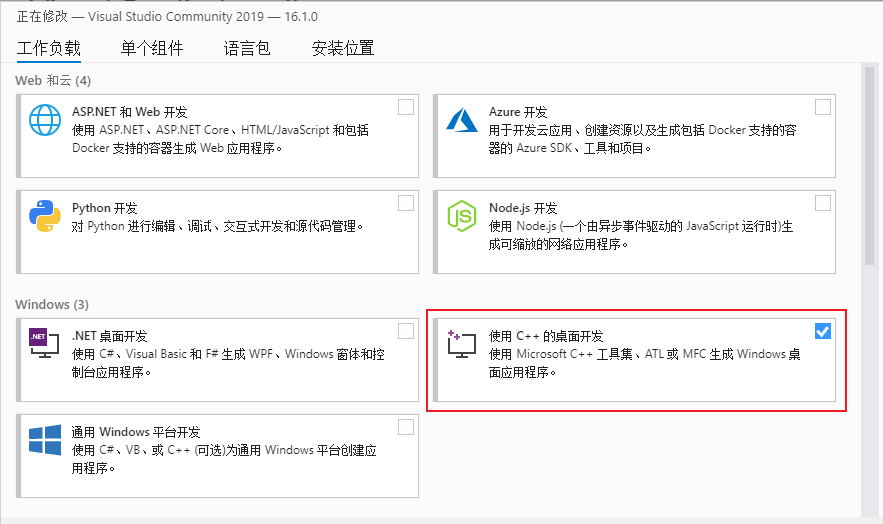 正在修改 — Visual Studio Community 2019 — 16.1.0
工作负载 单个组件 语言包 安装位置
Web 和云 (4)
ASP.NET 和 Web 开发
使用 ASP.NET、ASP.NET Core、HTML/JavaScript 和包括
Docker 支持的容器生成 Web 应用程序。
Azure 开发
用于开发云应用、创建资源以及生成包括 Docker 支持的容
器的 Azure SDK、工具和项目。
Python 开发
对 Python 进行编辑、调试、交互式开发和源代码管理。
JS
Node.js 开发
使用 Node.js (一个由异步事件驱动的 JavaScript 运行时)生
成可缩放的网络应用程序。
Windows (3)
.NET
.NET 桌面开发
使用 C#、Visual Basic 和 F# 生成 WPF、Windows 窗体和控
制台应用程序。
使用 C++ 的桌面开发
使用 Microsoft C++ 工具集、ATL 或 MFC 生成 Windows 桌
面应用程序。
通用 Windows 平台开发
使用 C#、VB、或 C++ (可选)为通用 Windows 平台创建应
用程序。